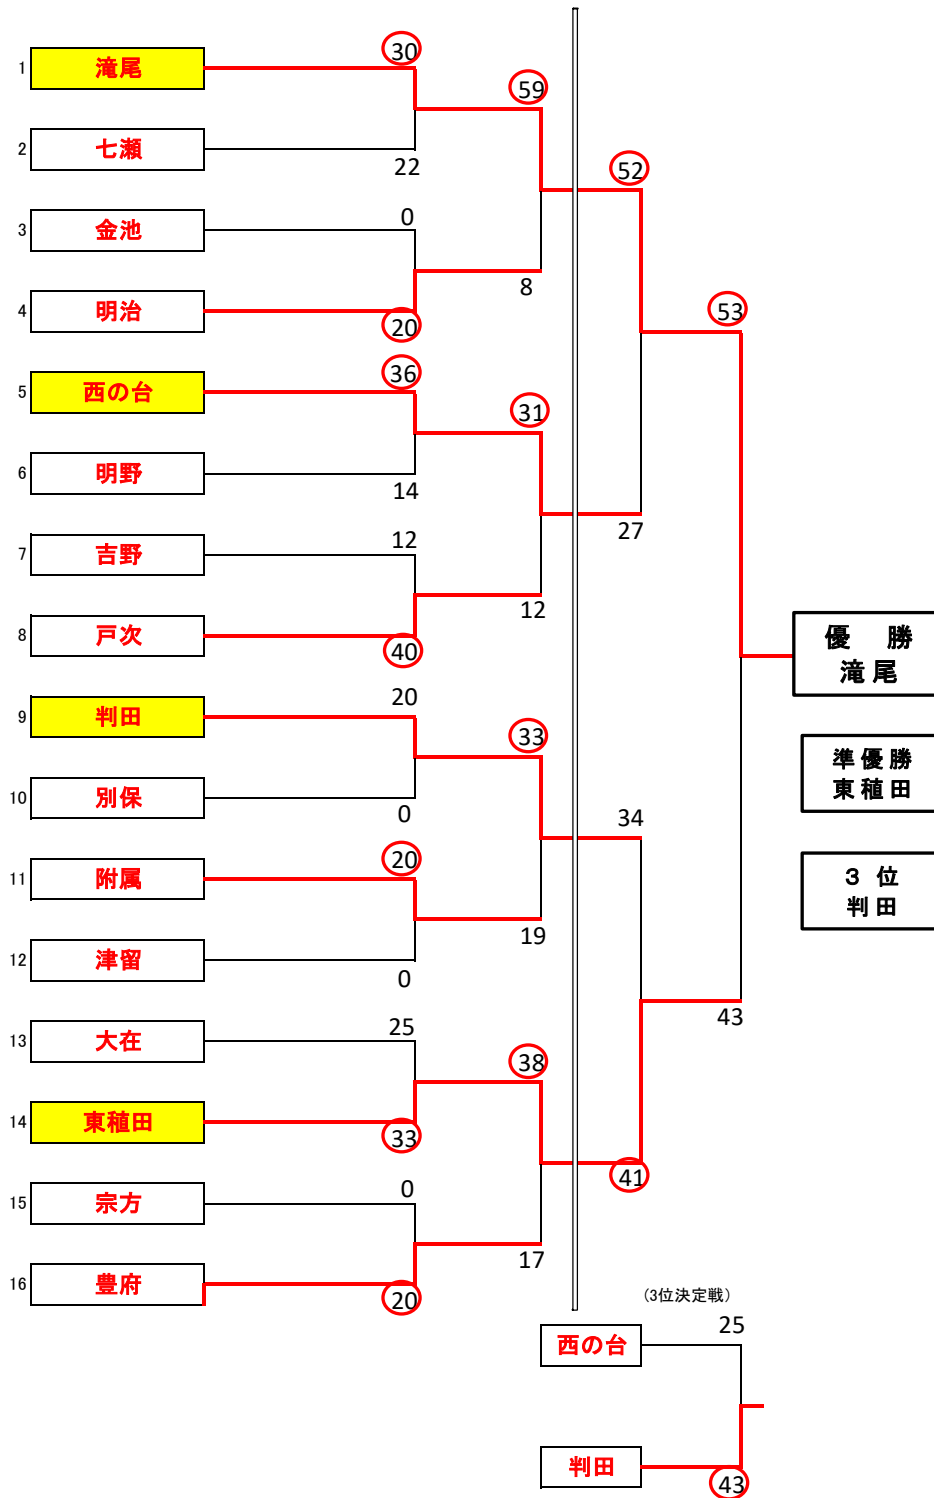 30
1 滝尾
59
2 七瀬
22
52
0
3 金池
8
4 明治
20
53
36
5 西の台
31
6 明野
14
12
27
7 吉野
12
8 戸次
40
優 勝
滝尾
20
9 判田
33
準優勝
東稙田
10 別保
0
34
20
11 附属
3 位
判田
19
12 津留
0
25
13 大在
43
38
14 東稙田
33
41
0
15 宗方
17
16 豊府
20
(3位決定戦)
25
西の台
判田
43